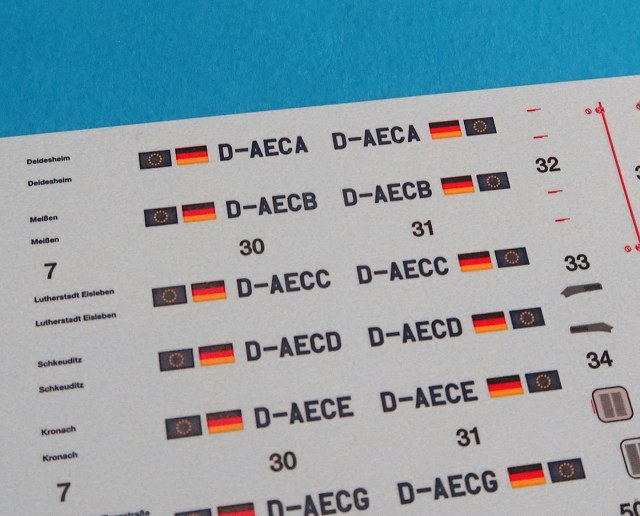 Deidesheim D-AECA D-AECA
Deidesheim
32
Meißen D-AECB D-AECB
Meißen
30 31
7
33
Lutherstadt Eisleben D-AECC D-AECC
Lutherstadt Eisleben
Schkeuditz D-AECD D-AECD
Schkeuditz
34
Kronach D-AECE D-AECE
Kronach
30 31
7
D-AECG D-AECG